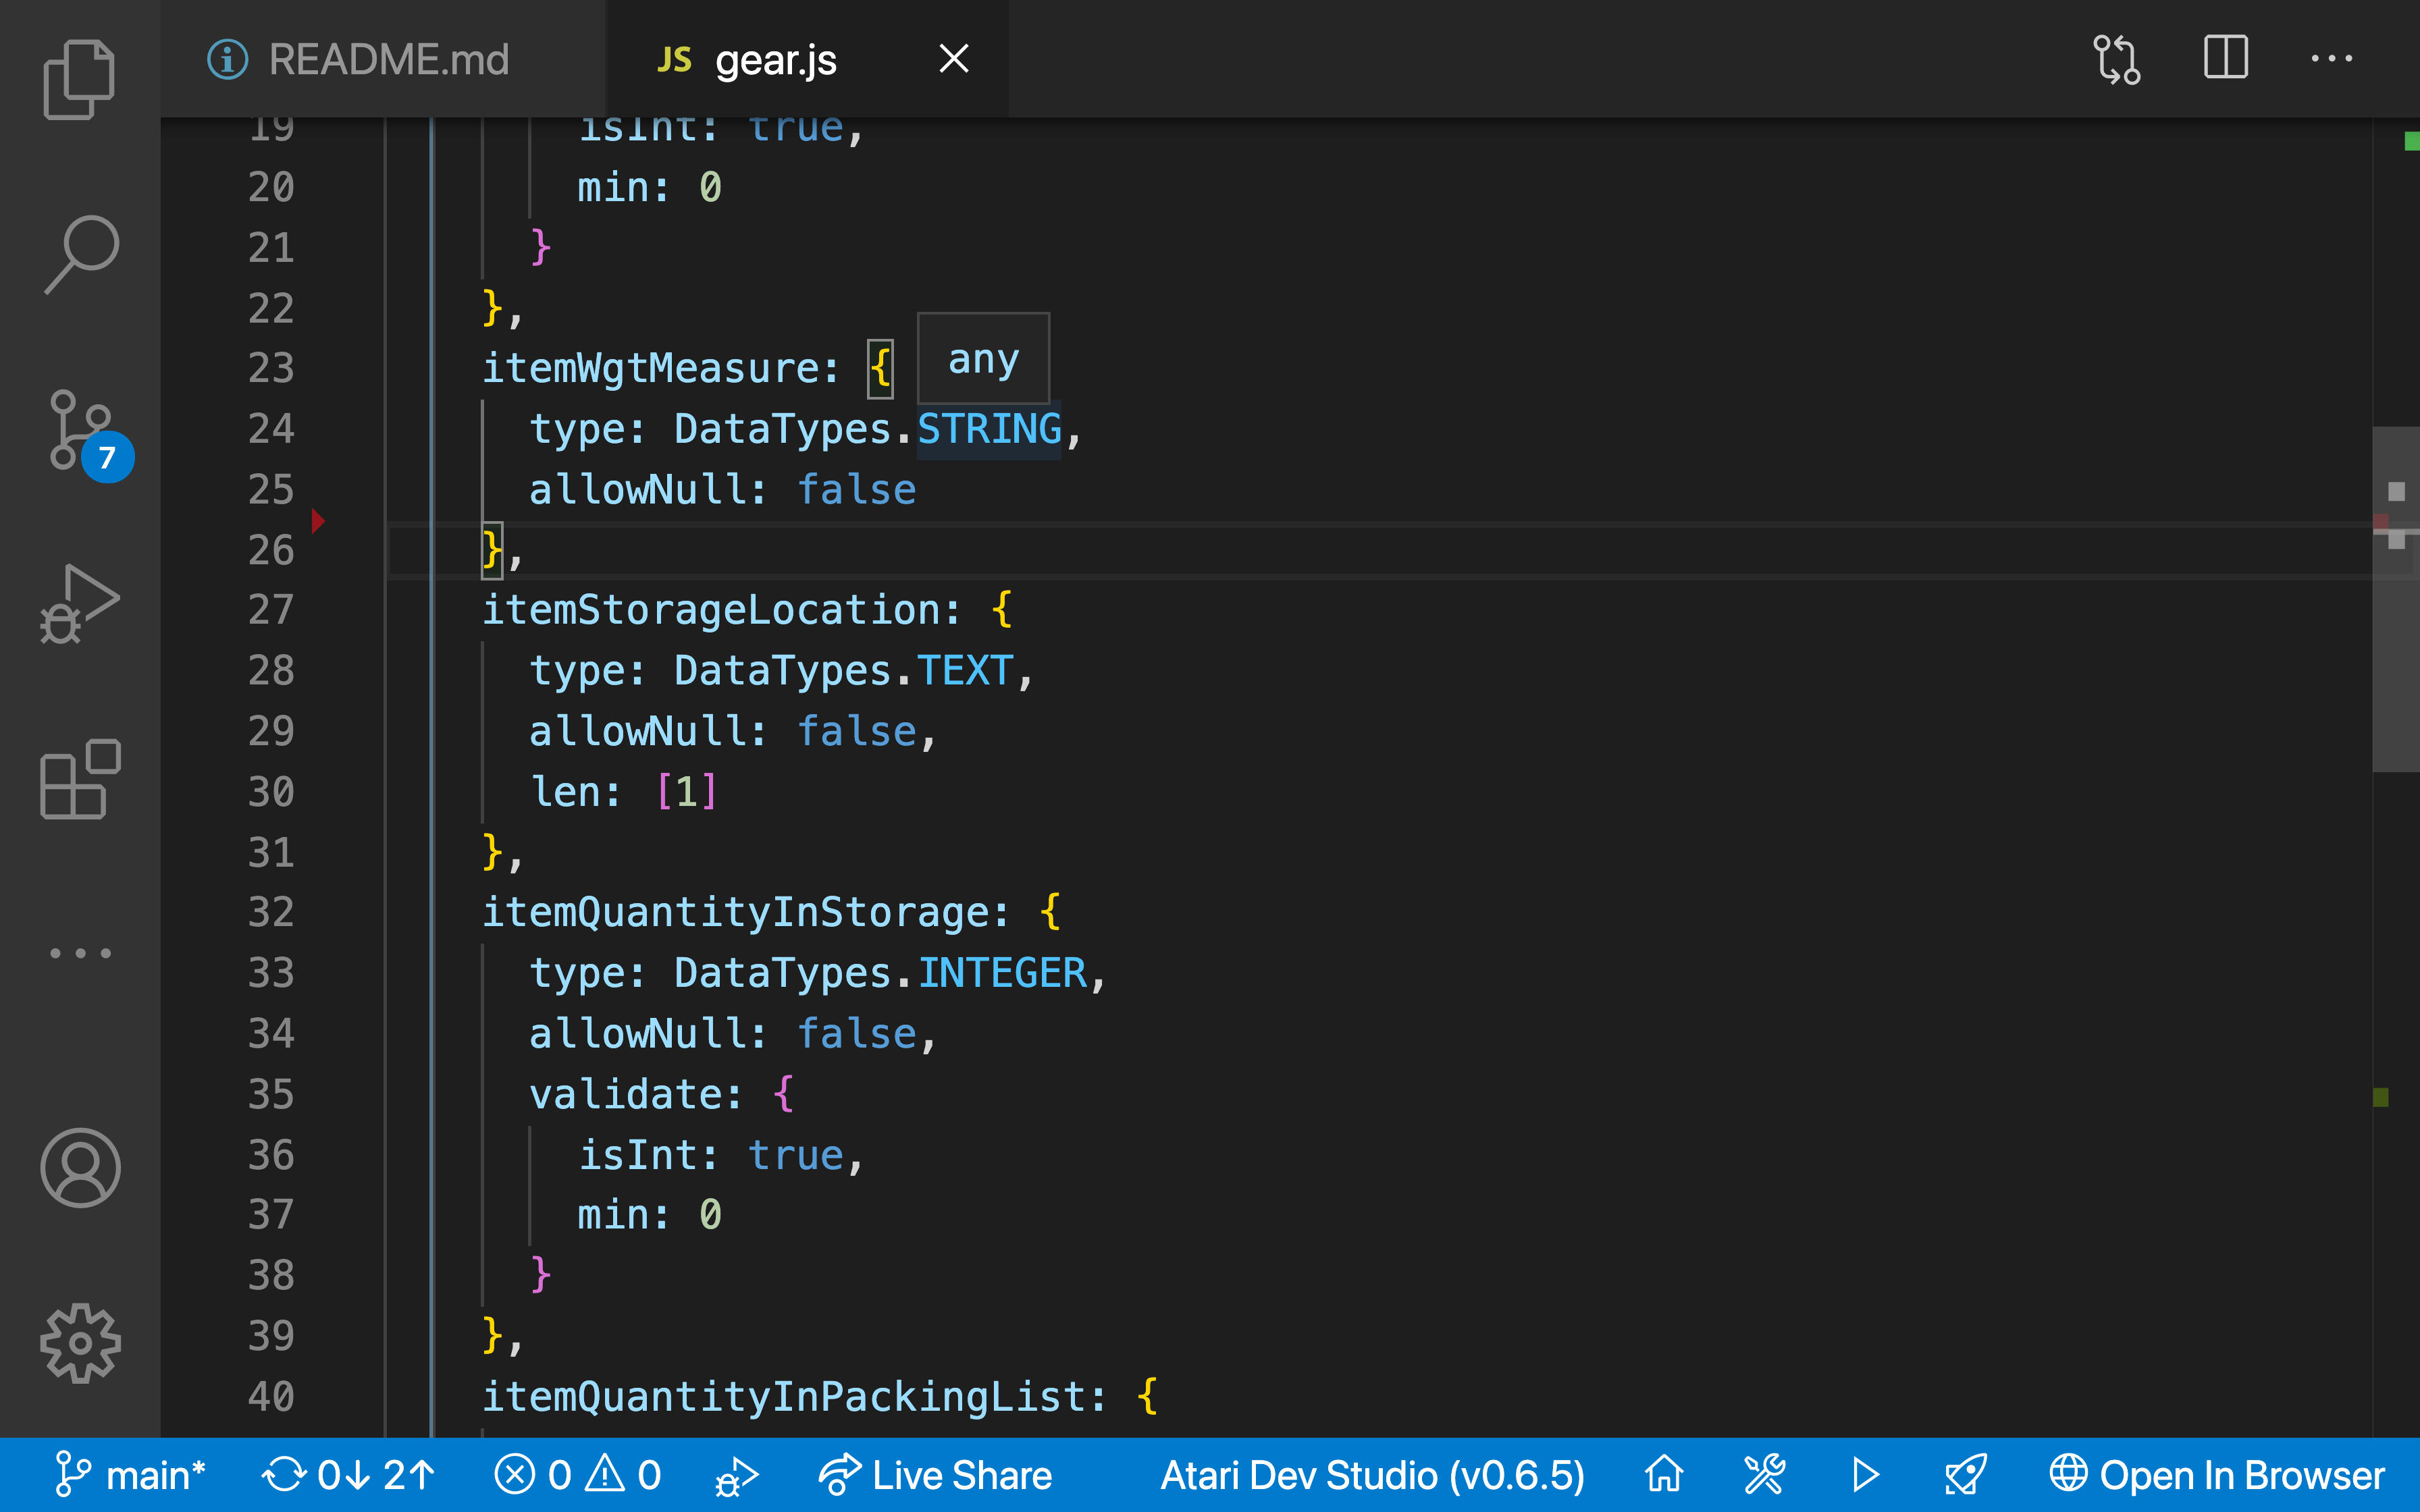 README.md
JS gear.js
19 isInt: true,
20 min: 0
21 }
22 },
23 itemWgtMeasure: {
any
24 type: DataTypes.STRING,
25 allowNull: false
26 },
27 itemStorageLocation: {
28 type: DataTypes.TEXT,
29 allowNull: false,
30 len: [1]
31 },
32 itemQuantityInStorage: {
33 type: DataTypes.INTEGER,
34 allowNull: false,
35 validate: {
36 isInt: true,
37 min: 0
38 }
39 },
40 itemQuantityInPackingList: {
7
main* 0↓ 2↑ 0 0 Live Share Atari Dev Studio (v0.6.5) Open In Browser